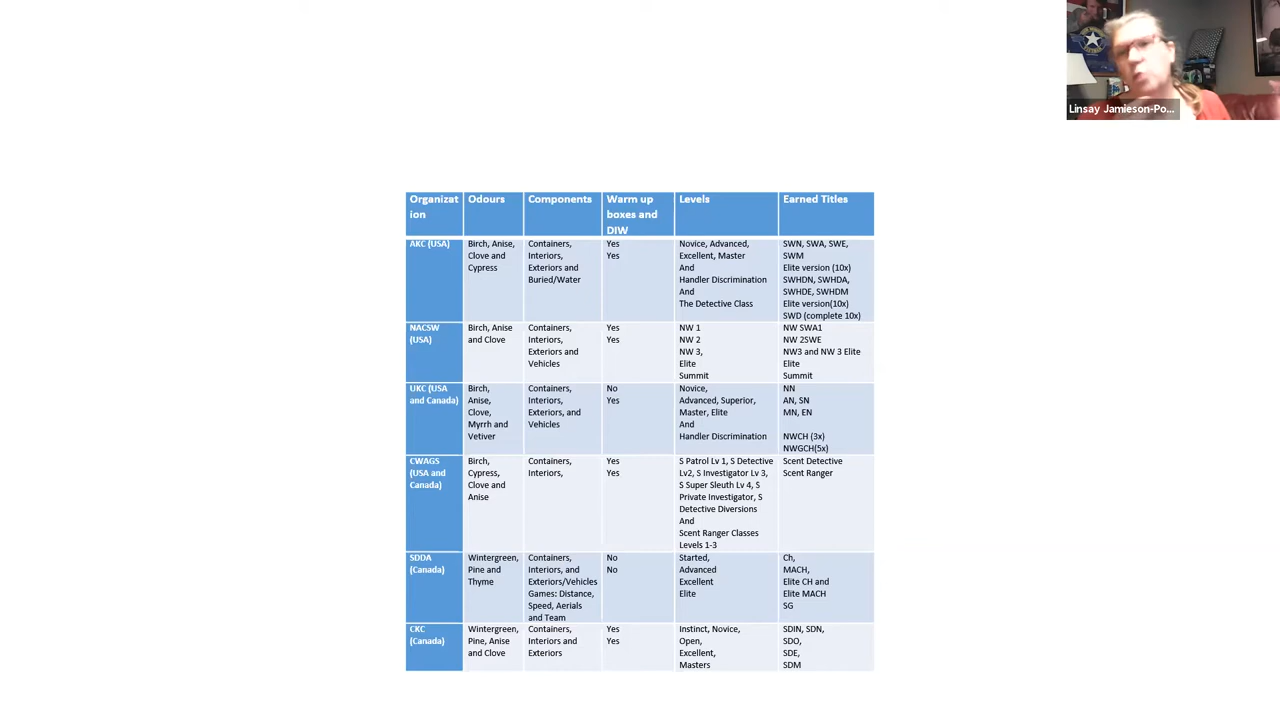 Linsay Jamieson-Po...
Organizat
ion
Odours
Components
Warm up
boxes and
DIW
Levels
Earned Titles
AKC (USA)
Birch, Anise,
Clove and
Cypress
Containers,
Interiors,
Exteriors and
Buried/Water
Yes
Yes
Novice, Advanced,
Excellent, Master
And
Handler Discrimination
And
The Detective Class
SWN, SWA, SWE,
SWM
Elite version (10x)
SWHDN, SWHDA,
SWHDE, SWHDM
Elite version(10x)
SWD (complete 10x)
NACSW
(USA)
Birch, Anise
and Clove
Containers,
Interiors,
Exteriors and
Vehicles
Yes
Yes
NW 1
NW 2
NW 3,
Elite
Summit
NW SWA1
NW 2SWE
NW3 and NW 3 Elite
Elite
Summit
UKC (USA
and Canada)
Birch,
Anise,
Clove,
Myrrh and
Vetiver
Containers,
Interiors,
Exteriors, and
Vehicles
No
Yes
Novice,
Advanced, Superior,
Master, Elite
And
Handler Discrimination
NN
AN, SN
MN, EN
NWCH (3x)
NWGCH(5x)
CWAGS
(USA and
Canada)
Birch,
Cypress,
Clove and
Anise
Containers,
Interiors,
Yes
Yes
S Patrol Lv 1, S Detective
Lv2, S Investigator Lv 3,
S Super Sleuth Lv 4, S
Private Investigator, S
Detective Diversions
And
Scent Ranger Classes
Levels 1-3
Scent Detective
Scent Ranger
SDDA
(Canada)
Wintergreen,
Pine and
Thyme
Containers,
Interiors, and
Exteriors/Vehicles
Games: Distance,
Speed, Aerials
and Team
No
No
Started,
Advanced
Excellent
Elite
Ch,
MACH,
Elite CH and
Elite MACH
SG
CKC
(Canada)
Wintergreen,
Pine, Anise
and Clove
Containers,
Interiors and
Exteriors
Yes
Yes
Instinct, Novice,
Open,
Excellent,
Masters
SDIN, SDN,
SDO,
SDE,
SDM